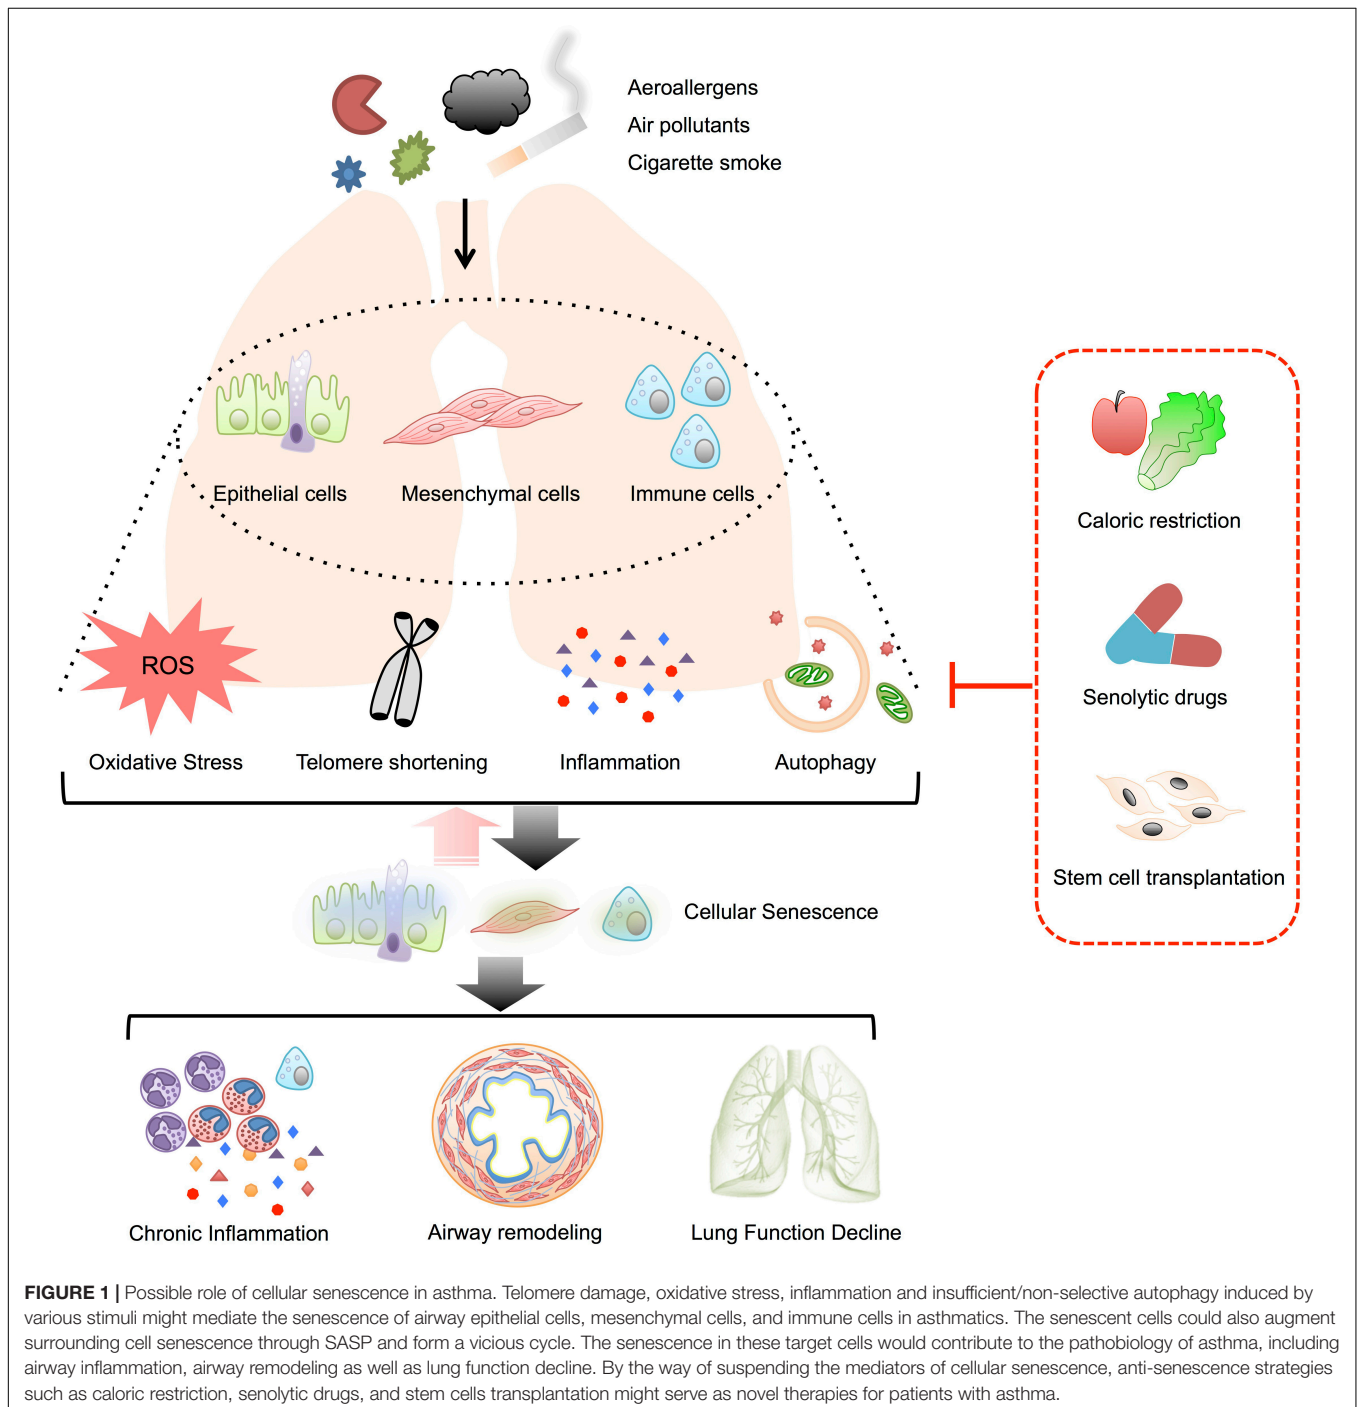 Aeroallergens
Air pollutants
Cigarette smoke
Epithelial cells
Mesenchymal cells
Immune cells
Caloric restriction
ROS
Senolytic drugs
Oxidative Stress
Telomere shortening
Inflammation
Autophagy
Stem cell transplantation
Cellular Senescence
Chronic Inflammation
Airway remodeling
Lung Function Decline
FIGURE 1 | Possible role of cellular senescence in asthma. Telomere damage, oxidative stress, inflammation and insufficient/non-selective autophagy induced by
various stimuli might mediate the senescence of airway epithelial cells, mesenchymal cells, and immune cells in asthmatics. The senescent cells could also augment
surrounding cell senescence through SASP and form a vicious cycle. The senescence in these target cells would contribute to the pathobiology of asthma, including
airway inflammation, airway remodeling as well as lung function decline. By the way of suspending the mediators of cellular senescence, anti-senescence strategies
such as caloric restriction, senolytic drugs, and stem cells transplantation might serve as novel therapies for patients with asthma.